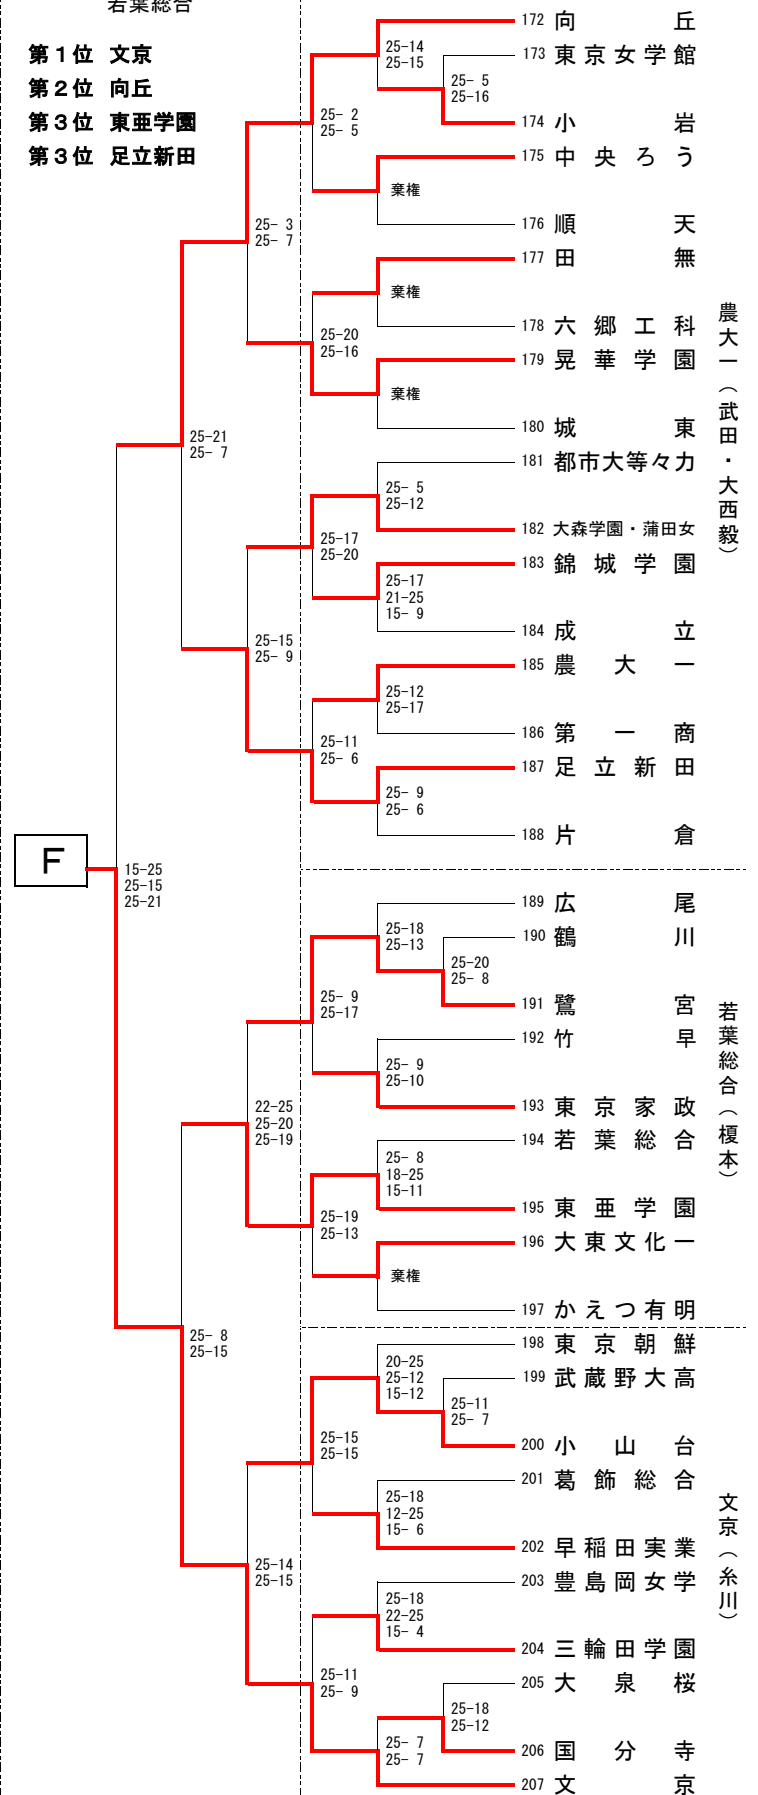 若葉総合
第１位 文京
第２位 向丘
第３位 東亜学園
第３位 足立新田
172 向丘
25-14
25-15
173 東京女学館
25- 5
25-16
25- 2
25- 5
174 小岩
175 中央ろう
棄権
176 順天
25- 3
25- 7
177 田無
棄権
178 六郷工科
25-20
25-16
179 晃華学園
棄権
180 城東
農大一（武田・大西毅）
25-21
25- 7
181 都市大等々力
25- 5
25-12
182 大森学園・蒲田女
25-17
25-20
183 錦城学園
25-17
21-25
15- 9
184 成立
25-15
25- 9
185 農大一
25-12
25-17
186 第一商
25-11
25- 6
187 足立新田
25- 9
25- 6
188 片倉
F
15-25
25-15
25-21
189 広尾
25-18
25-13
190 鶴川
25-20
25- 8
25- 9
25-17
191 鷺宮
192 竹早
25- 9
25-10
193 東京家政
若葉総合（榎本）
22-25
25-20
25-19
194 若葉総合
25- 8
18-25
15-11
195 東亜学園
25-19
25-13
196 大東文化一
棄権
197 かえつ有明
25- 8
25-15
198 東京朝鮮
20-25
25-12
15-12
199 武蔵野大高
25-11
25- 7
25-15
25-15
200 小山台
201 葛飾総合
25-18
12-25
15- 6
202 早稲田実業
文京（糸川）
25-14
25-15
203 豊島岡女学
25-18
22-25
15- 4
204 三輪田学園
25-11
25- 9
205 大泉桜
25-18
25-12
206 国分寺
25- 7
25- 7
207 文京